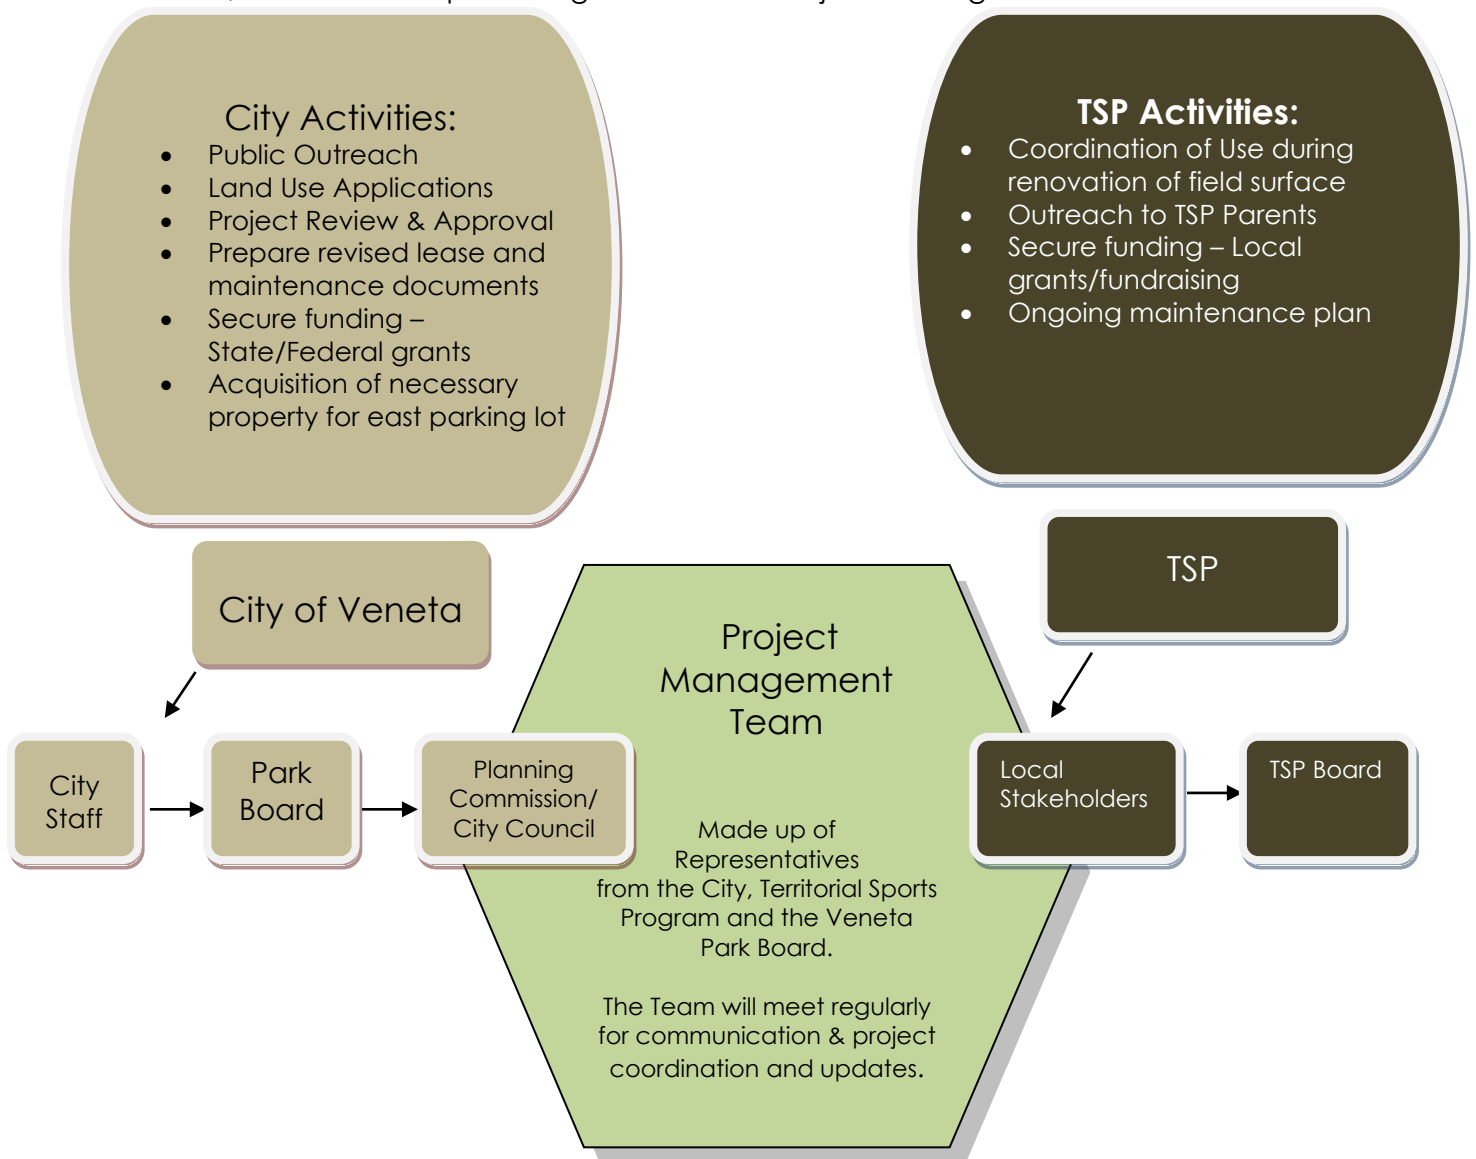 City Activities:
• Public Outreach
• Land Use Applications
• Project Review & Approval
• Prepare revised lease and
maintenance documents
• Secure funding –
State/Federal grants
• Acquisition of necessary
property for east parking lot
TSP Activities:
• Coordination of Use during
renovation of field surface
• Outreach to TSP Parents
• Secure funding – Local
grants/fundraising
• Ongoing maintenance plan
City of Veneta
TSP
Project
Management
Team
City
Staff
Park
Board
Planning
Commission/
City Council
Local
Stakeholders
TSP Board
Made up of
Representatives
from the City, Territorial Sports
Program and the Veneta
Park Board.
The Team will meet regularly
for communication & project
coordination and updates.